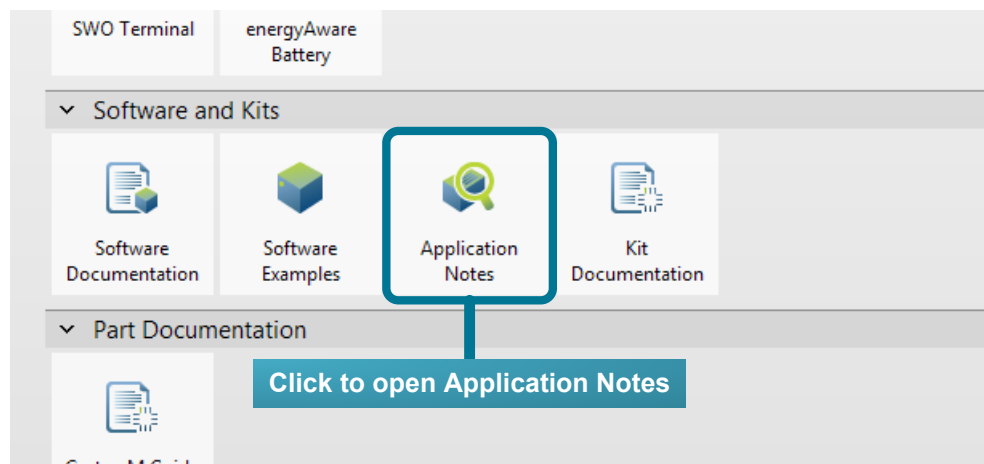 SWO Terminal
energyAware
Battery
Software and Kits
Software
Documentation
Software
Examples
Application
Notes
Kit
Documentation
Part Documentation
Click to open Application Notes